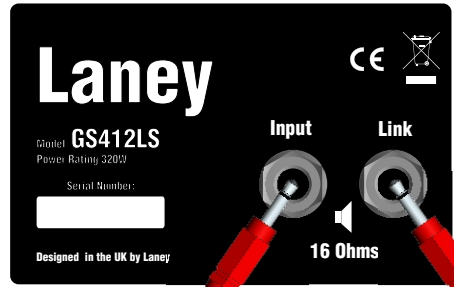 Laney
CE
Model GS412LS
Power Rating 320W
Input
Link
Serial Number:
16 Ohms
Designed in the UK by Laney